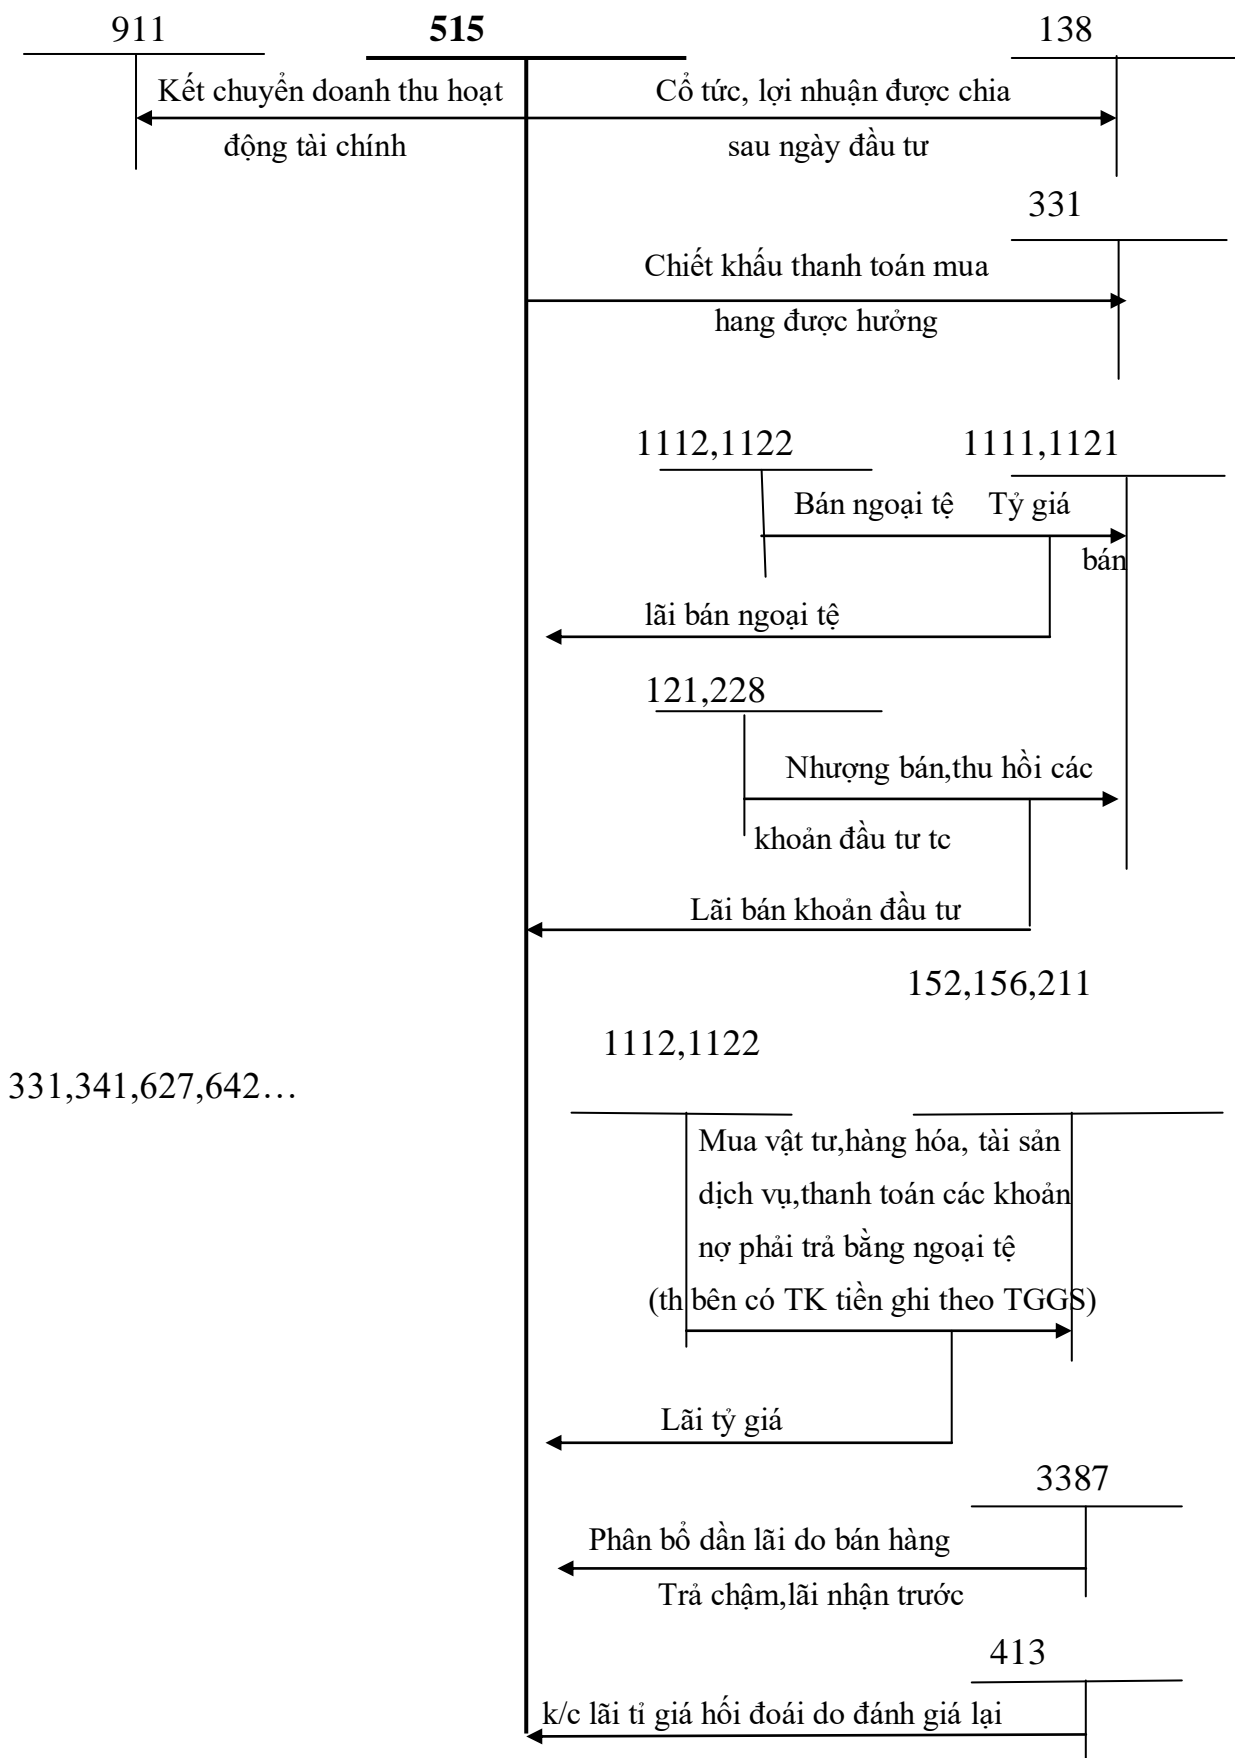 911 515 138
Kết chuyển doanh thu hoạt Cổ tức, lợi nhuận được chia
động tài chính sau ngày đầu tư
331
Chiết khấu thanh toán mua
hang được hưởng
1112,1122 1111,1121
Bán ngoại tệ Tỷ giá
bán
lãi bán ngoại tệ
121,228
Nhượng bán,thu hồi các
khoản đầu tư tc
Lãi bán khoản đầu tư
152,156,211
1112,1122
331,341,627,642…
Mua vật tư,hàng hóa, tài sản
dịch vụ,thanh toán các khoản
nợ phải trả bằng ngoại tệ
(th bên có TK tiền ghi theo TGGS)
Lãi tỷ giá
3387
Phân bổ dần lãi do bán hàng
Trả chậm,lãi nhận trước
413
k/c lãi tỉ giá hối đoái do đánh giá lại